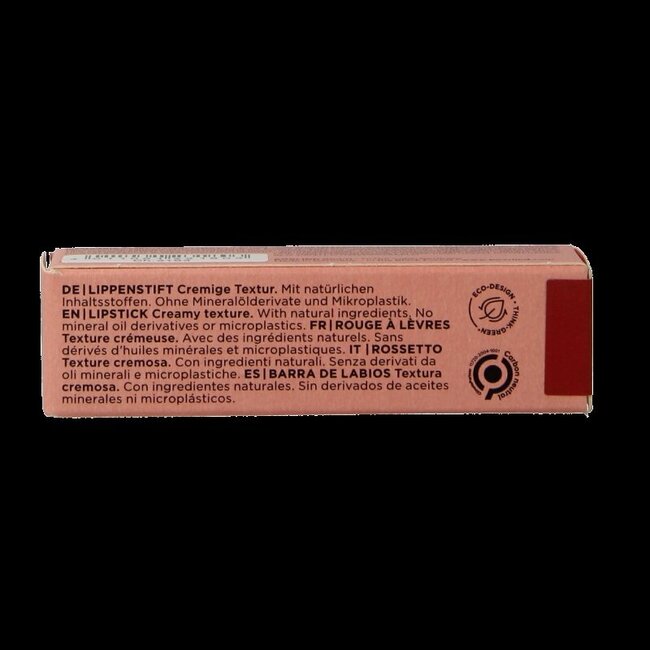 DE | LIPPENSTIFT Cremige Textur. Mit natürlichen
Inhaltsstoffen. Ohne Mineralölderivate und Mikroplastik.
EN | LIPSTICK Creamy texture. With natural ingredients. No
mineral oil derivatives or microplastics. FR | ROUGE À LÈVRES
Texture crémeuse. Avec des ingrédients naturels. Sans
dérivés d'huiles minérales et microplastiques. IT | ROSSETTO
Texture cremosa. Con ingredienti naturali. Senza derivati da
oli minerali e microplastiche. ES | BARRA DE LABIOS Textura
cremosa. Con ingredientes naturales. Sin derivados de aceites
minerales ni microplásticos.
ECO-DESIGN • THINK GREEN •
Carbon neutral